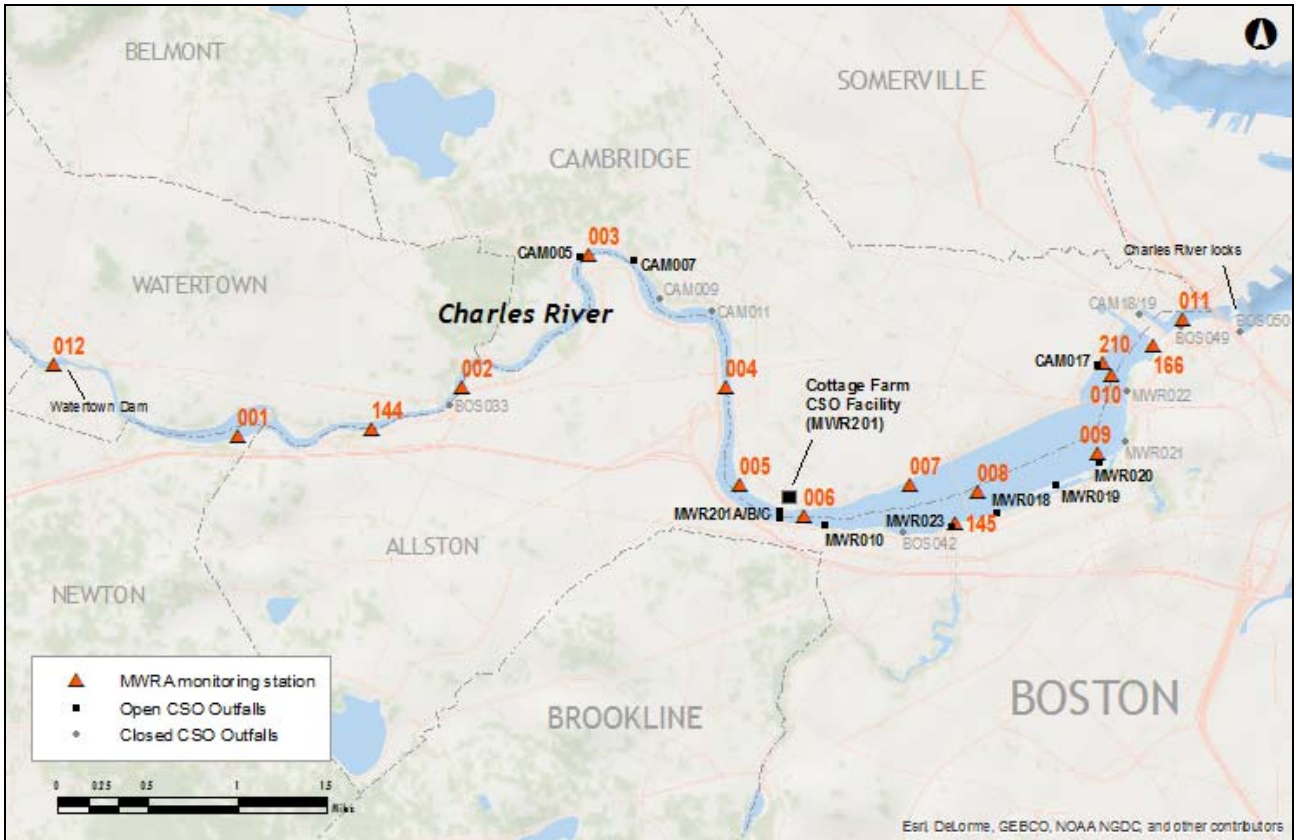 BELMONT
SOMERVILLE
CAMBRIDGE
003
CAM005
CAM007
Charles River locks
WATERTOWN
CAM009
Charles River
CAM011
CAM18/19
011
BOS050
BOS049
012
210
166
CAM017
002
004
Cottage Farm
CSO Facility
(MWR201)
010
MWR022
Watertown Dam
BOS033
001
144
009
MWR021
005
007
008
MWR020
MWR019
006
MWR018
MWR201A/B/C
MWR023
145
MWR010
BOS042
ALLSTON
NEWTON
BOSTON
BROOKLINE
MWRA monitoring station
Open CSO Outfalls
Closed CSO Outfalls
0 0.25 0.5 1 1.5
Miles
Esri, DeLorme, GEBCO, NOAA NGDC, and other contributors